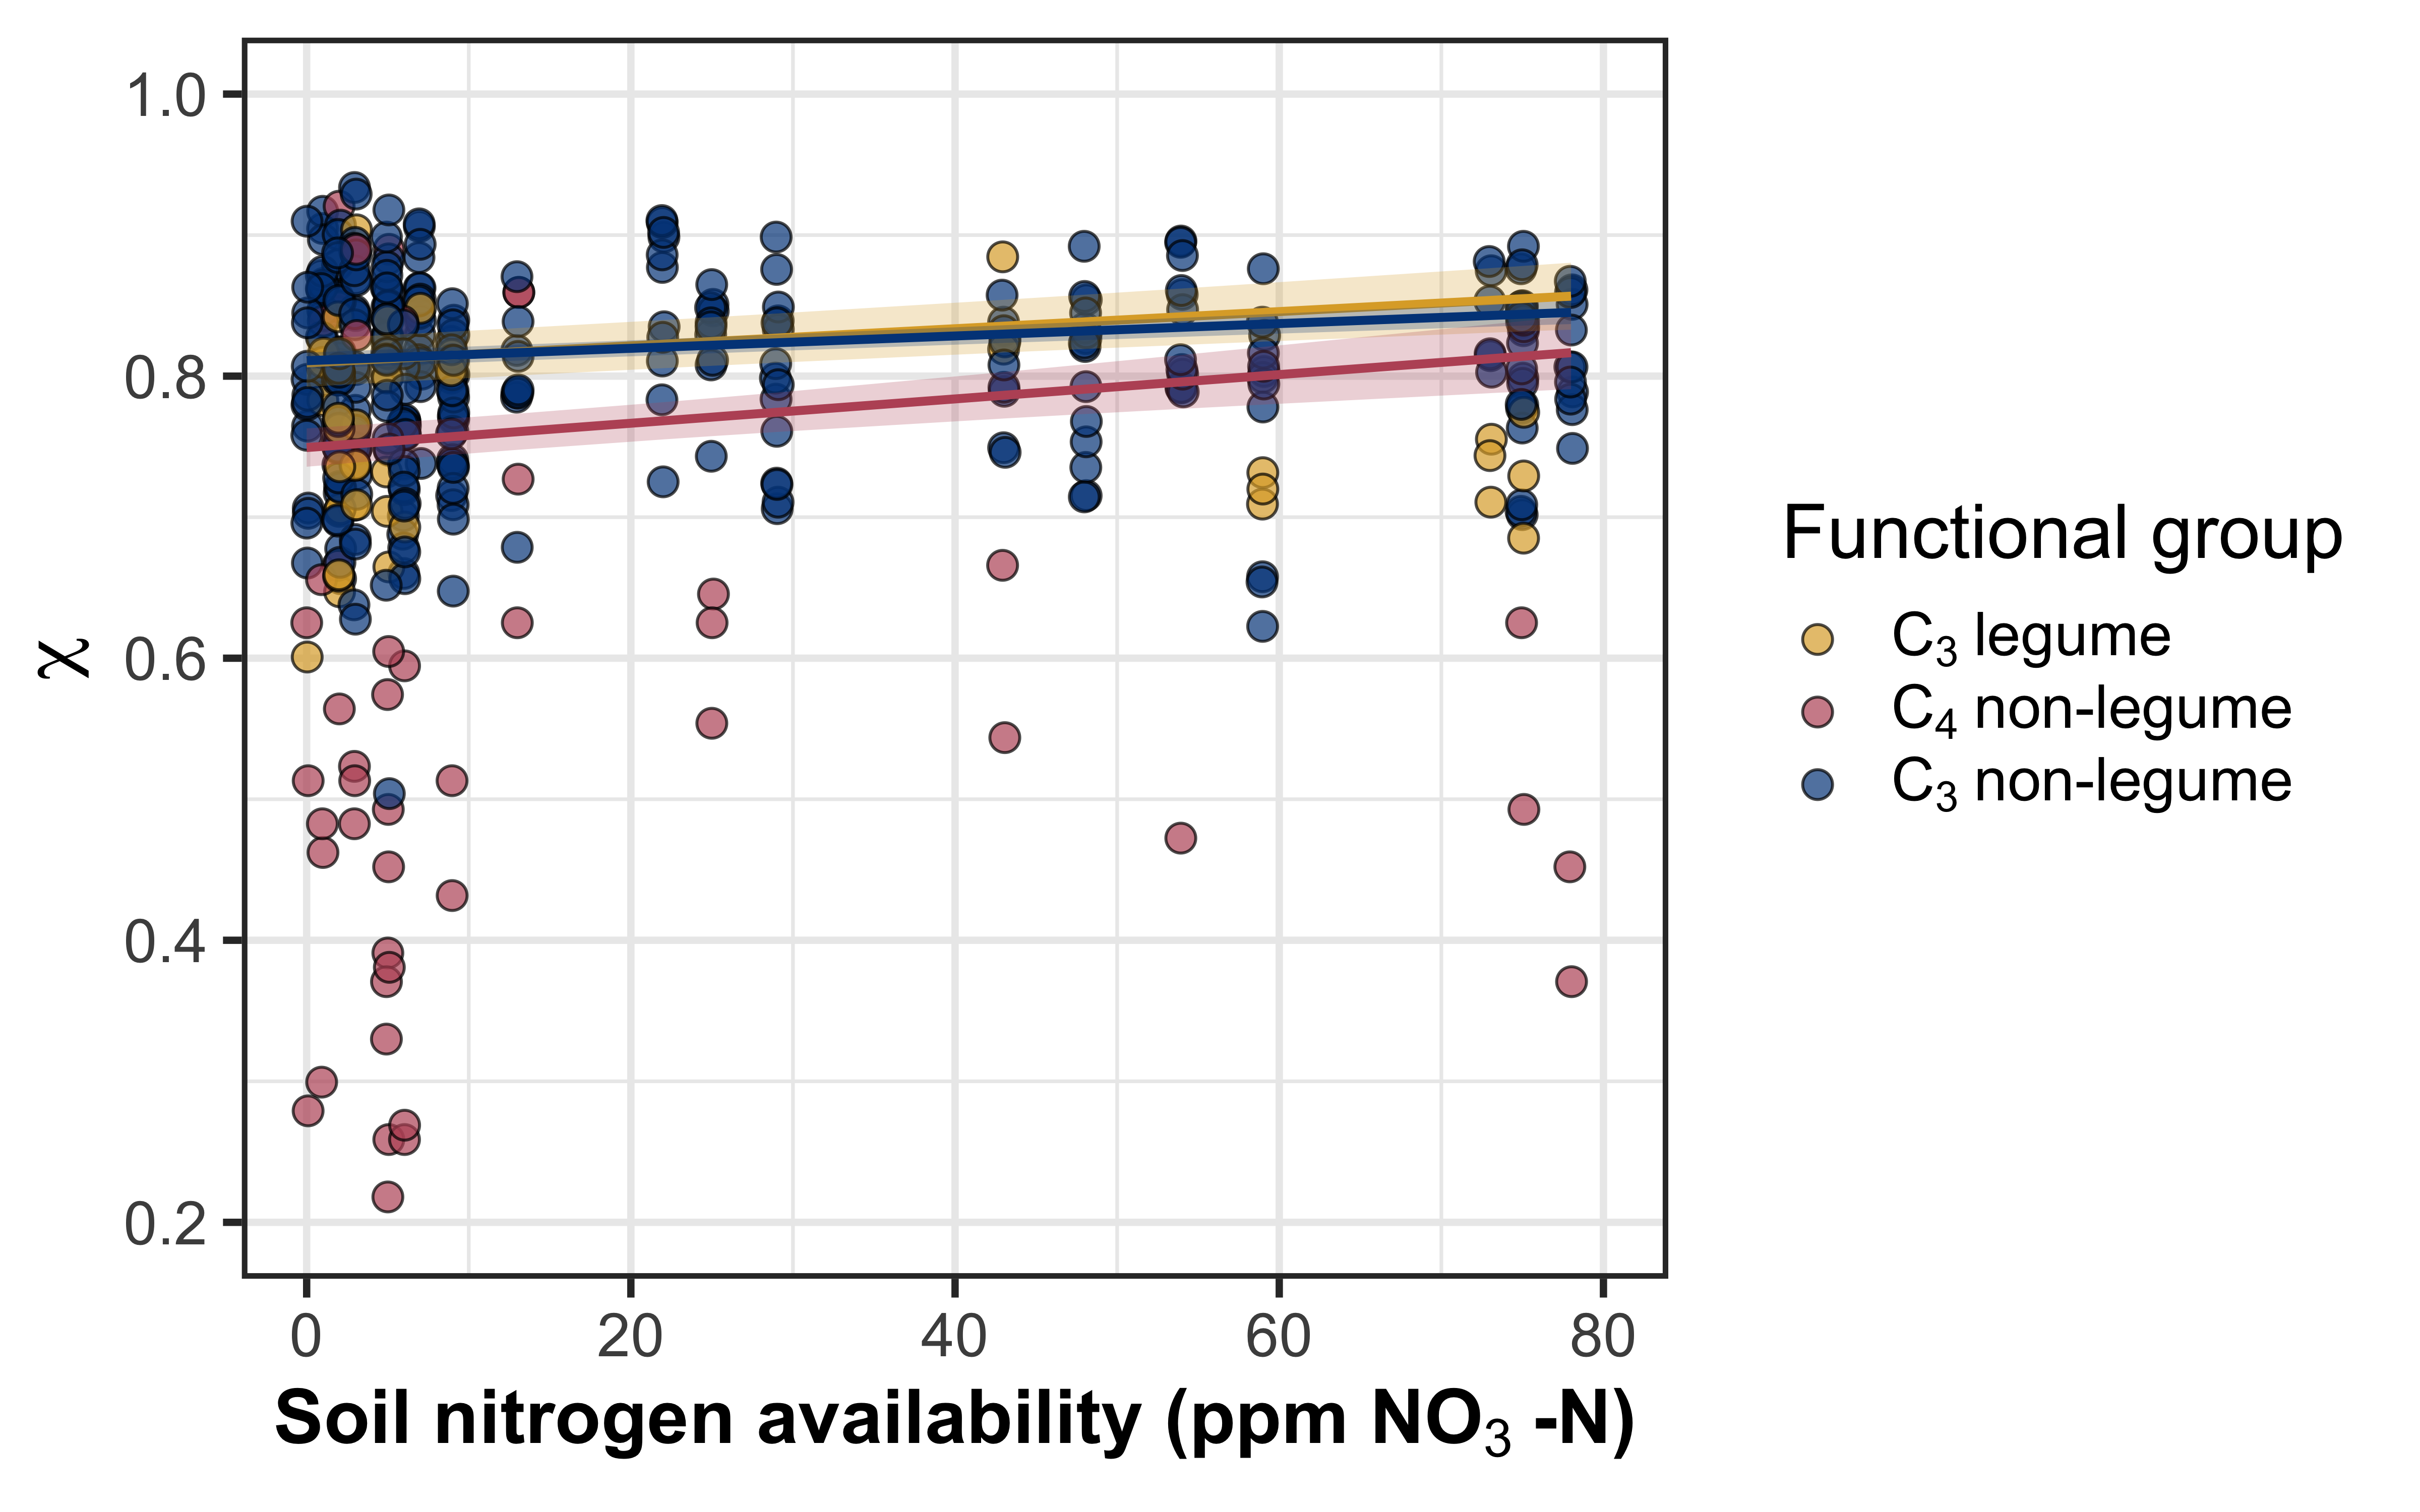 1.0
0.8
0.6
0.4
0.2
χ
0 20 40 60 80
Soil nitrogen availability (ppm NO₃ -N)
Functional group
C₃ legume
C₄ non-legume
C₃ non-legume